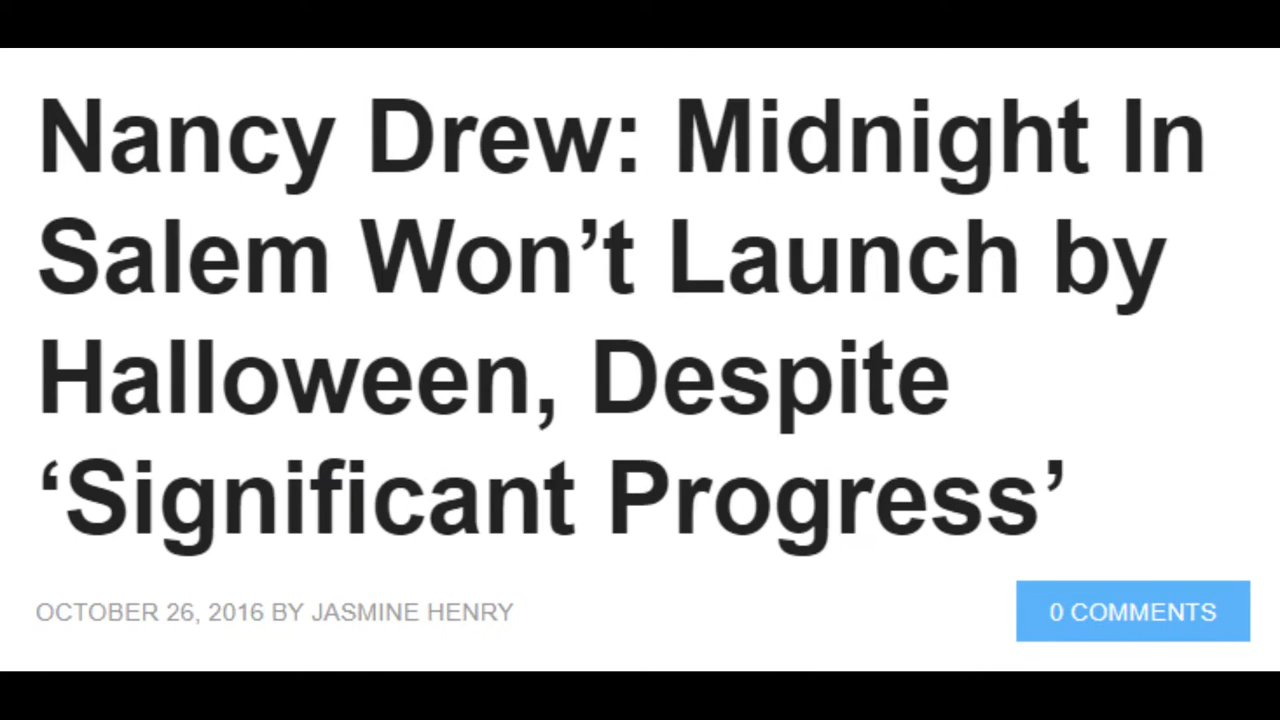 Nancy Drew: Midnight In
Salem Won’t Launch by
Halloween, Despite
‘Significant Progress’
OCTOBER 26, 2016 BY JASMINE HENRY
0 COMMENTS